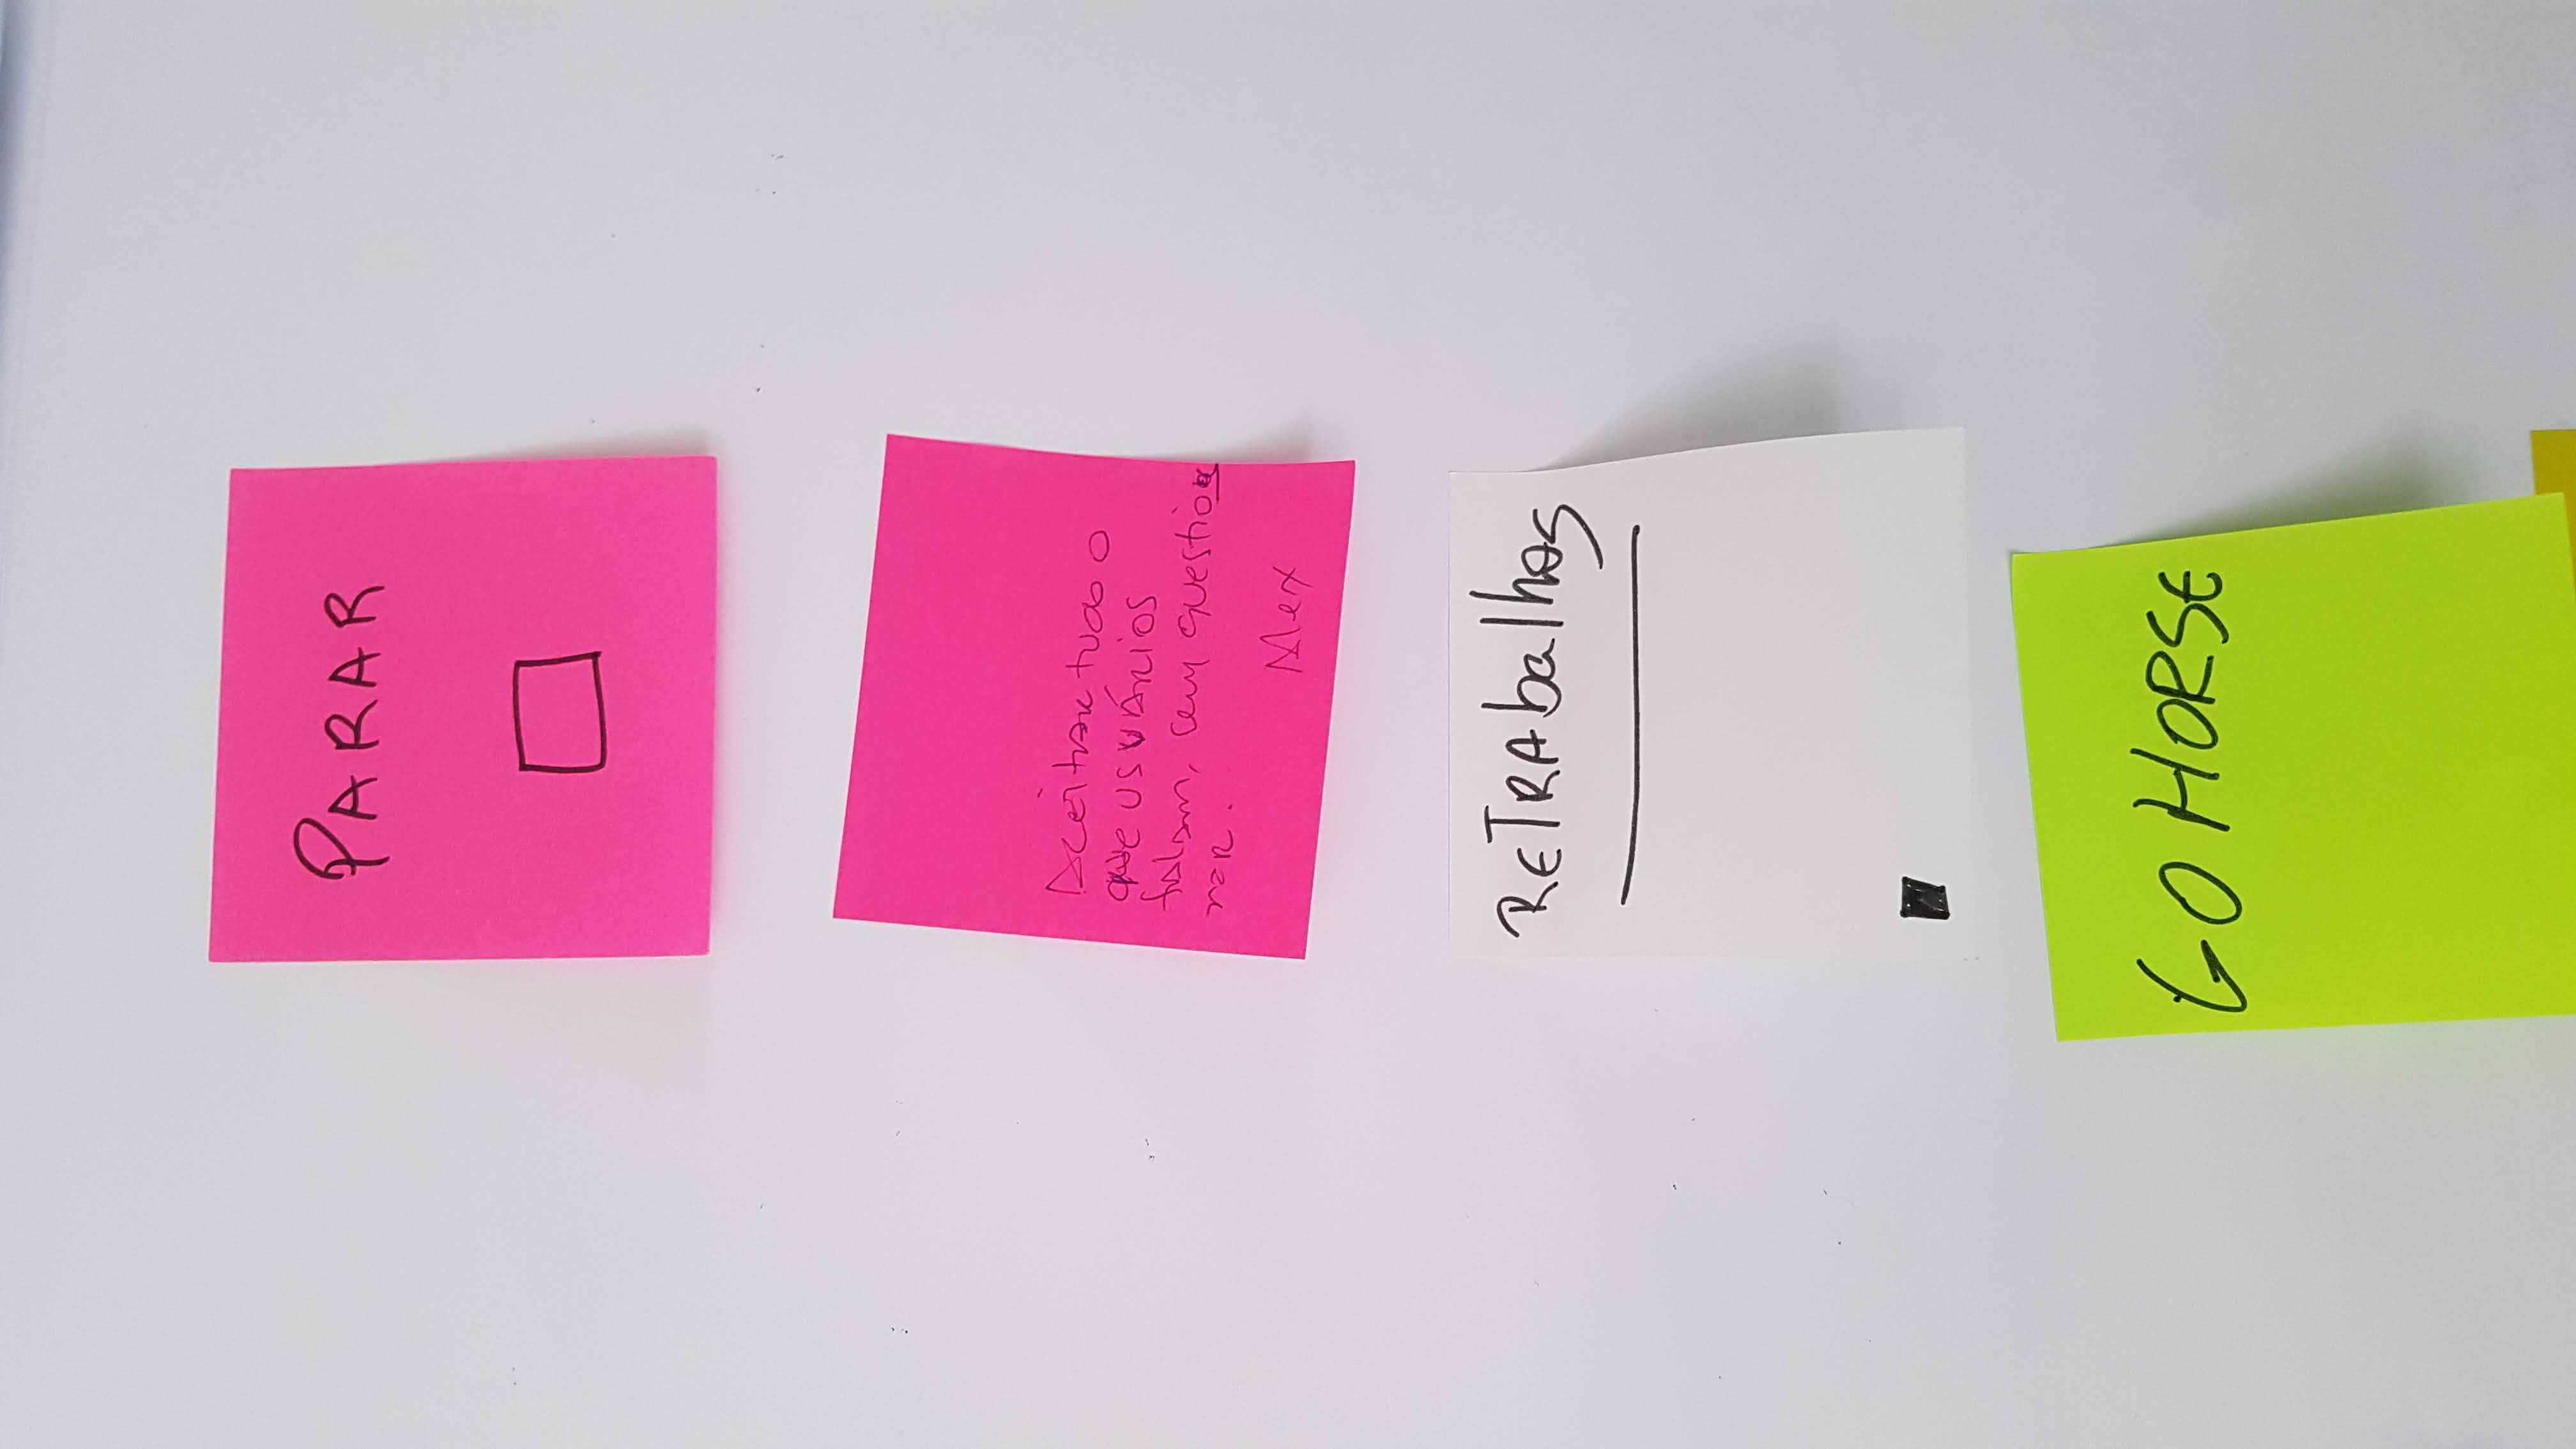 PARAR
Aceitar tudo o
que usuários
falam, sem questio
nar.
Alex
RETRAbalhos
GO HORSE